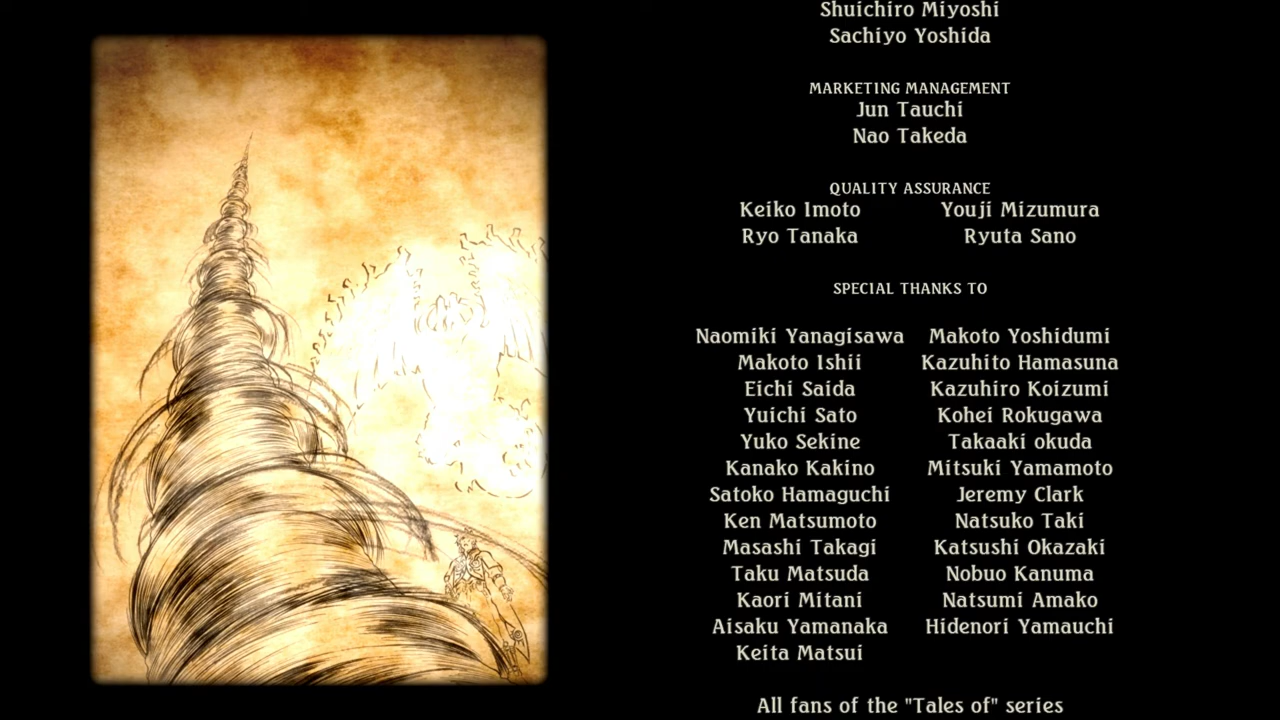 Shuichiro Miyoshi
Sachiyo Yoshida
MARKETING MANAGEMENT
Jun Tauchi
Nao Takeda
QUALITY ASSURANCE
Keiko Imoto Youji Mizumura
Ryo Tanaka Ryuta Sano
SPECIAL THANKS TO
Naomiki Yanagisawa Makoto Yoshidumi
Makoto Ishii Kazuhito Hamasuna
Eichi Saida Kazuhiro Koizumi
Yuichi Sato Kohei Rokugawa
Yuko Sekine Takaaki okuda
Kanako Kakino Mitsuki Yamamoto
Satoko Hamaguchi Jeremy Clark
Ken Matsumoto Natsuko Taki
Masashi Takagi Katsushi Okazaki
Taku Matsuda Nobuo Kanuma
Kaori Mitani Natsumi Amako
Aisaku Yamanaka Hidenori Yamauchi
Keita Matsui
All fans of the "Tales of" series